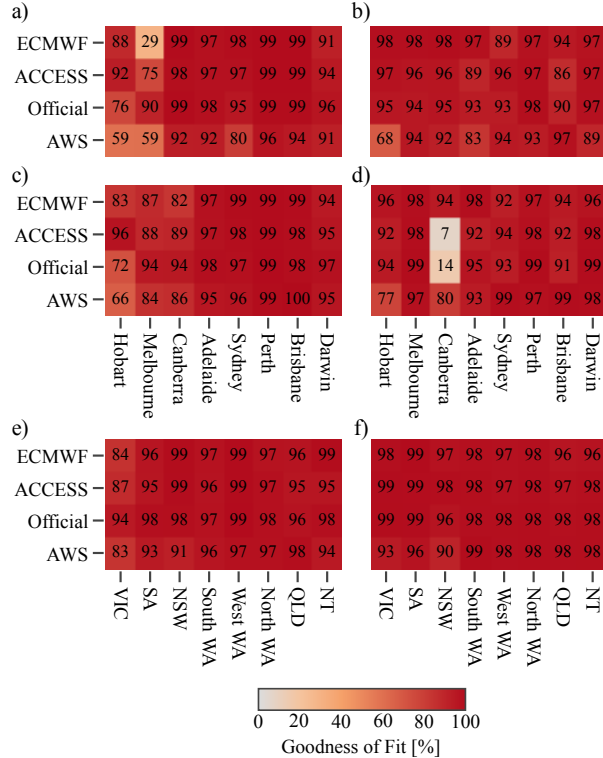 a) b)
ECMWF 88 29 99 97 98 99 99 91 98 98 98 97 89 97 94 97
ACCESS 92 75 98 97 97 99 99 94 97 96 96 89 96 97 86 97
Official 76 90 99 98 95 99 99 96 95 94 95 93 93 98 90 97
AWS 59 59 92 92 80 96 94 91 68 94 92 83 94 93 97 89
c) d)
ECMWF 83 87 82 97 99 99 99 94 96 98 94 98 92 97 94 96
ACCESS 96 88 89 97 98 99 98 95 92 98 7 92 94 98 92 98
Official 72 94 94 98 97 99 98 97 94 99 14 95 93 99 91 99
AWS 66 84 86 95 96 99 100 95 77 97 80 93 99 97 99 98
Hobart Melbourne Canberra Adelaide Sydney Perth Brisbane Darwin Hobart Melbourne Canberra Adelaide Sydney Perth Brisbane Darwin
e) f)
ECMWF 84 96 99 97 99 97 96 99 98 99 97 98 97 98 96 96
ACCESS 87 95 99 96 99 97 95 95 99 99 98 98 97 98 97 98
Official 94 98 98 97 99 98 96 98 99 99 96 98 98 98 98 98
AWS 83 93 91 96 97 97 98 94 93 96 90 99 98 98 98 98
VIC SA NSW South WA West WA North WA QLD NT VIC SA NSW South WA West WA North WA QLD NT
0 20 40 60 80 100
Goodness of Fit [%]